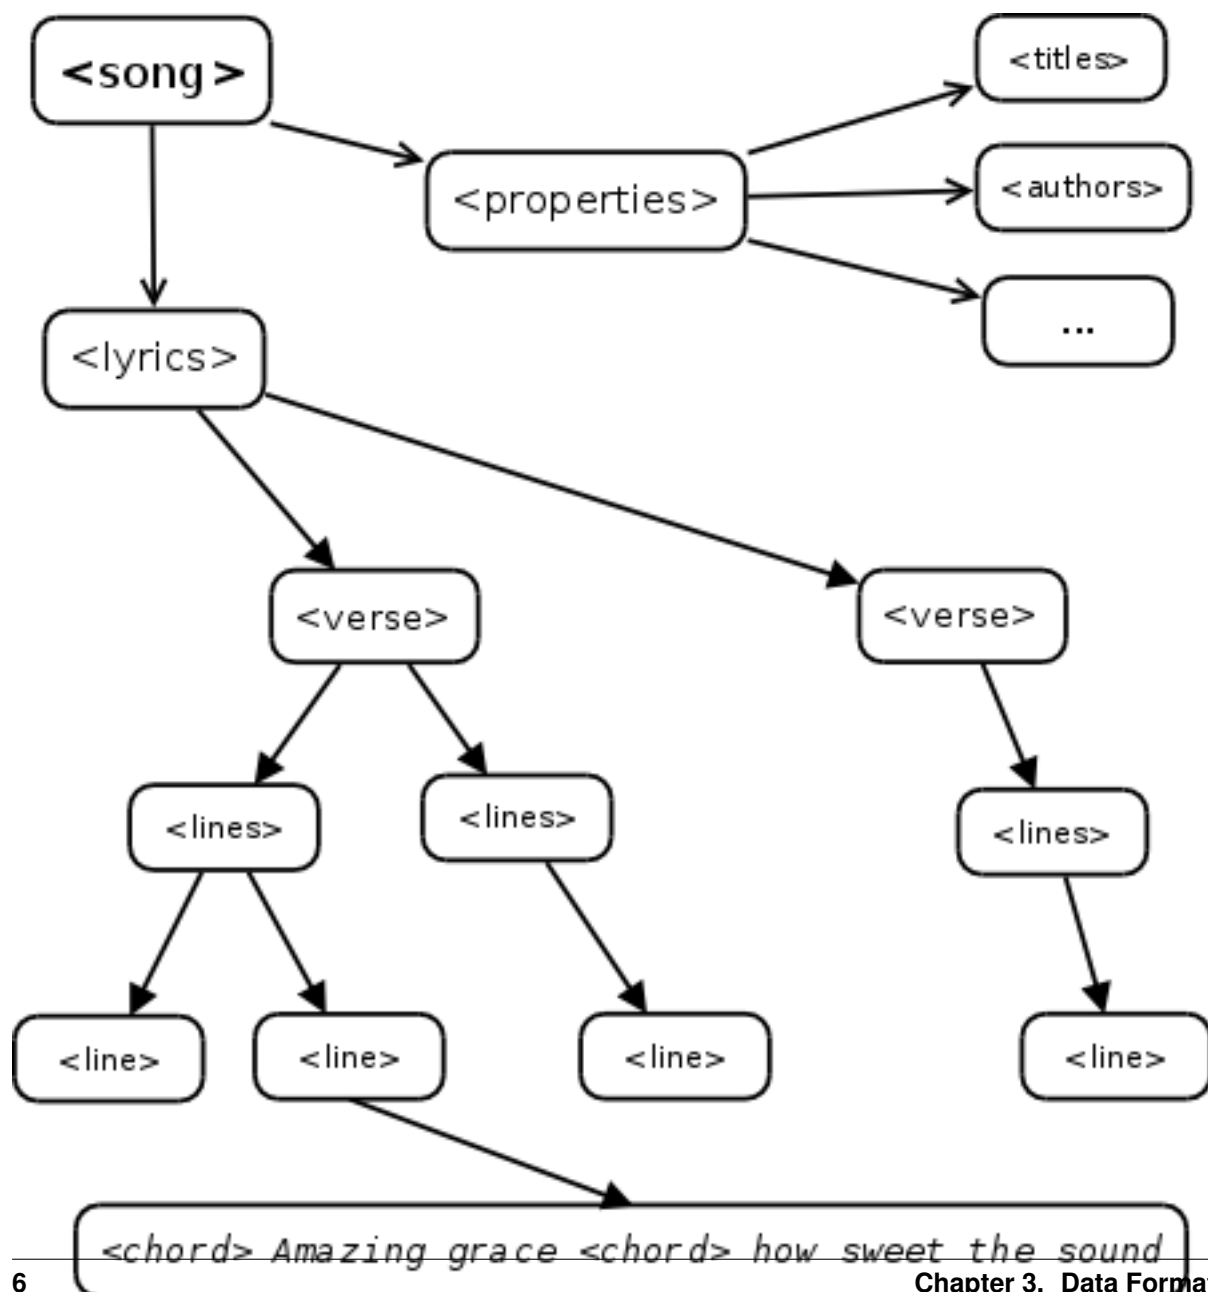 <song>
<titles>
<properties>
<authors>
...
<lyrics>
<verse>
<verse>
<lines>
<lines>
<lines>
<line>
<line>
<line>
<line>
<chord> Amazing grace <chord> how sweet the sound
6
Chapter 3. Data Forma